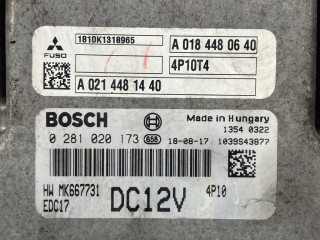 1810K1318965
FUSO
A 018 448 06 40
4P10T4
A 021 448 14 40
BOSCH
Made in Hungary
1354 0322
0 281 020 173 656 18-08-17 1039S43877
HW MK667731 DC12V 4P10
EDC17